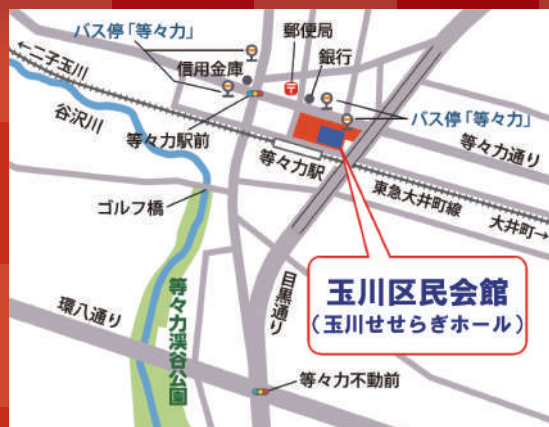 バス停「等々力」
郵便局
銀行
信用金庫
←二子玉川
谷沢川
等々力駅前
バス停「等々力」
等々力通り
等々力駅
東急大井町線
大井町→
ゴルフ橋
玉川区民会館
(玉川せせらぎホール)
目黒通り
環八通り
等々力渓谷公園
等々力不動前